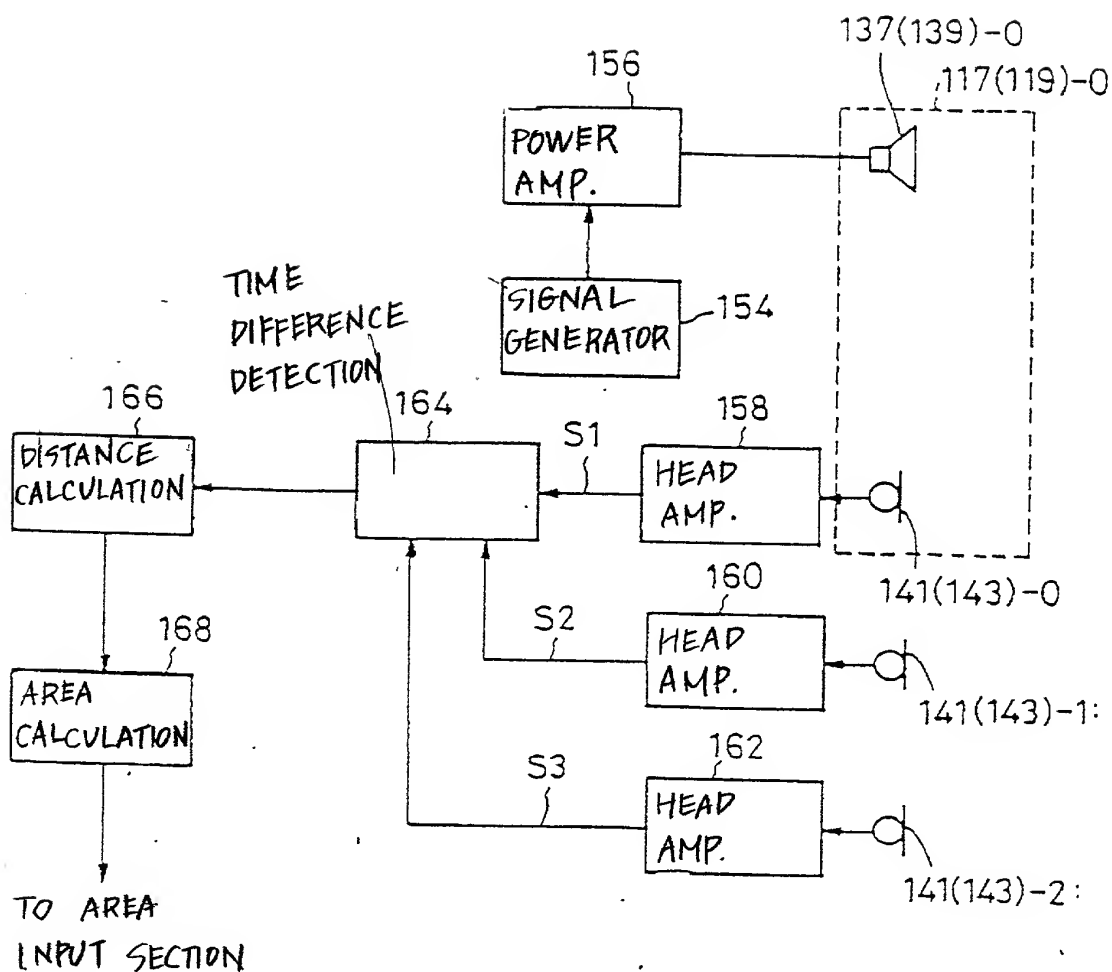 137(139)-0
117(119)-0
156
POWER
AMP.
SIGNAL
GENERATOR
154
TIME
DIFFERENCE
DETECTION
166
DISTANCE
CALCULATION
164
S1
158
HEAD
AMP.
141(143)-0
168
AREA
CALCULATION
S2
160
HEAD
AMP.
141(143)-1:
S3
162
HEAD
AMP.
141(143)-2:
TO AREA
INPUT SECTION